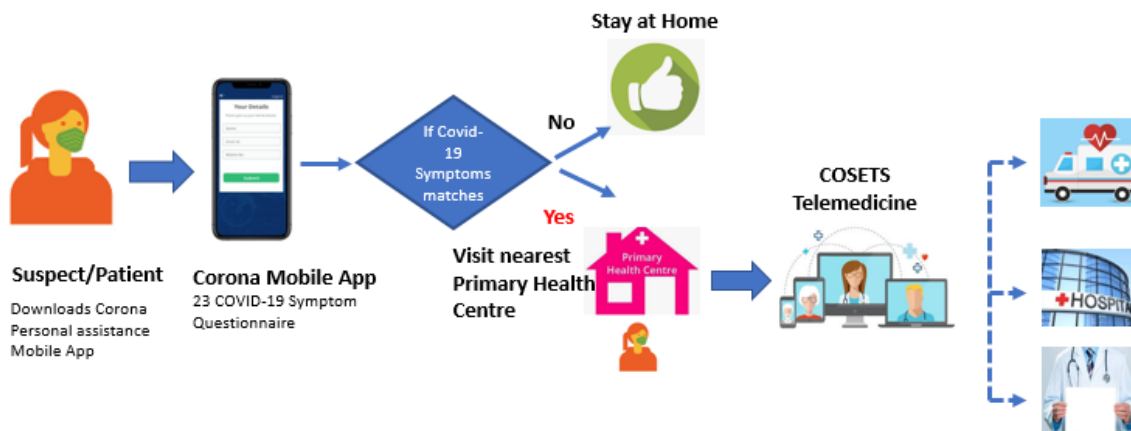 Stay at Home
No
If Covid-
19
Symptoms
matches
Yes
Your Details
Submit
COSETS
Telemedicine
Visit nearest
Primary Health
Centre
Primary
Health Centre
HOSPITA
Suspect/Patient
Downloads Corona
Personal assistance
Mobile App
Corona Mobile App
23 COVID-19 Symptom
Questionnaire